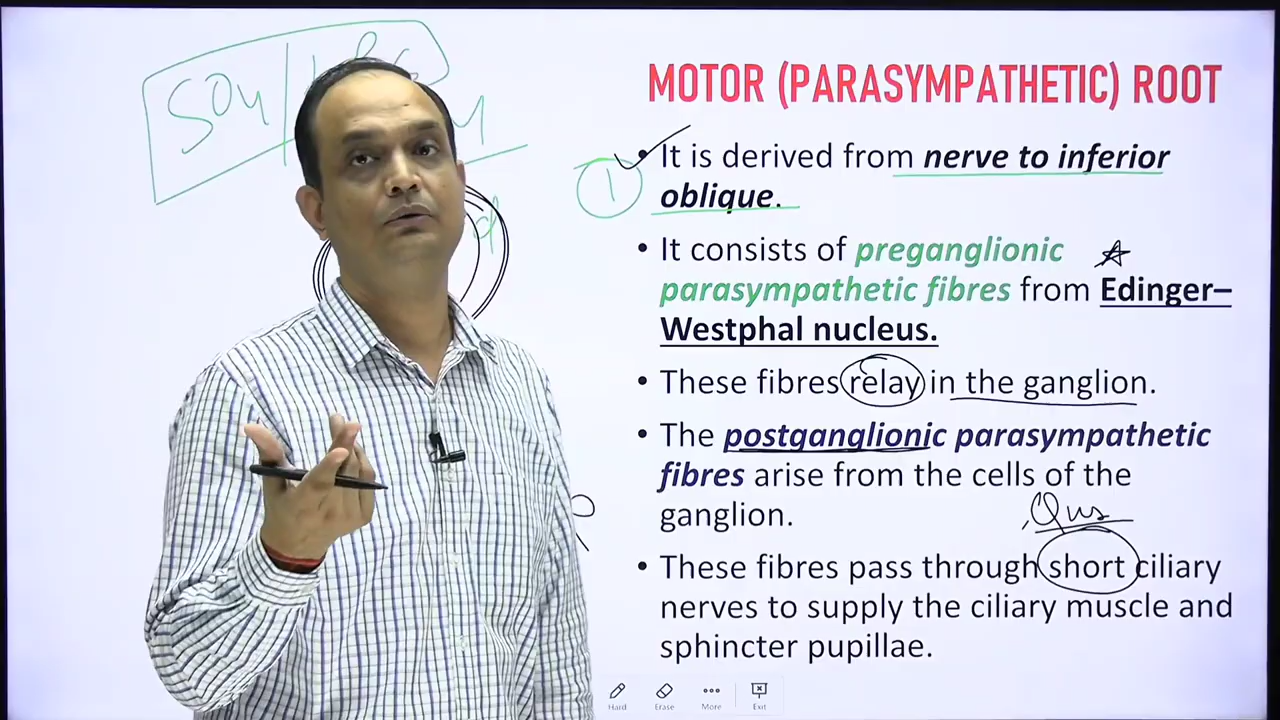 SO4
MOTOR (PARASYMPATHETIC) ROOT
• It is derived from nerve to inferior
oblique.
1
• It consists of preganglionic
parasympathetic fibres from Edinger–
Westphal nucleus.
• These fibres relay in the ganglion.
• The postganglionic parasympathetic
fibres arise from the cells of the
ganglion.
Qus
• These fibres pass through short ciliary
nerves to supply the ciliary muscle and
sphincter pupillae.
Hard Erase More Exit